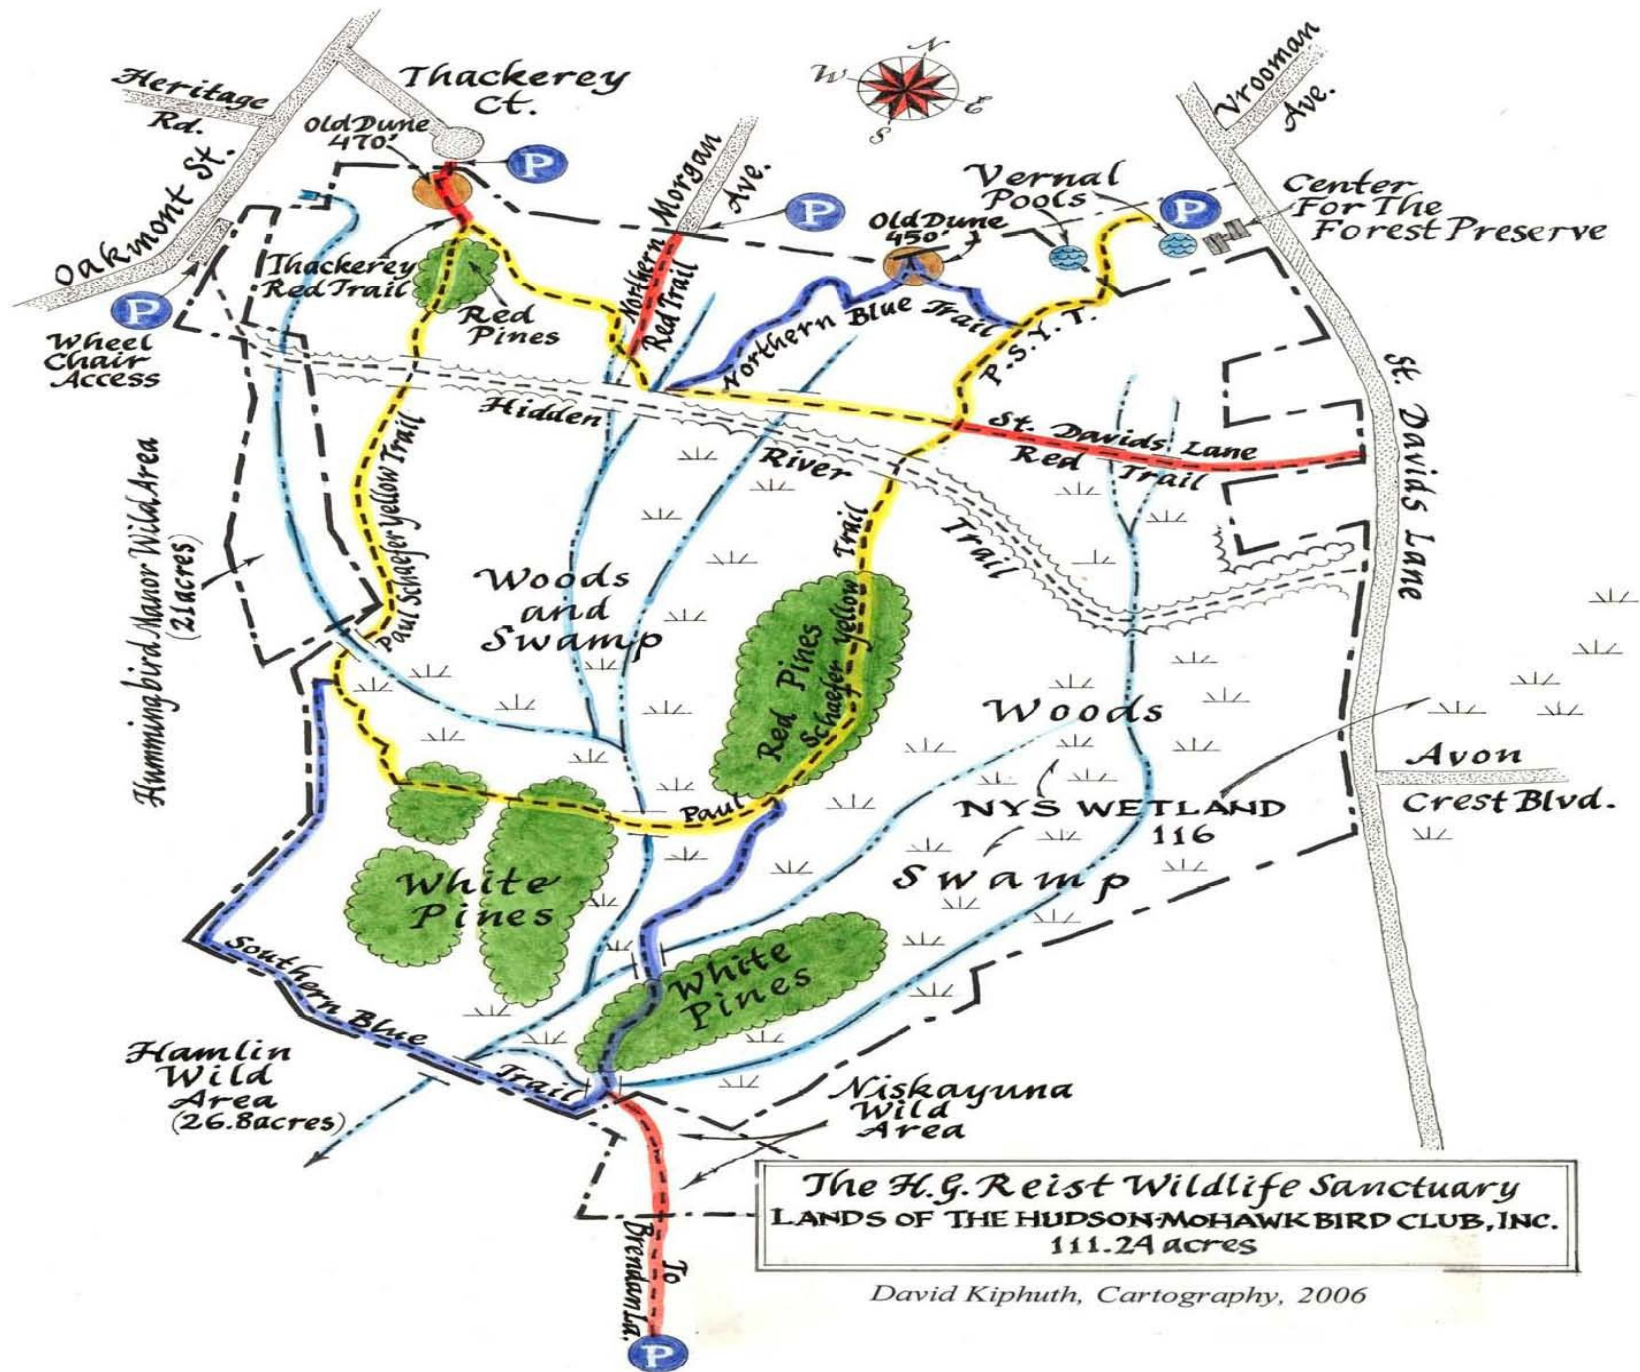 Heritage
Rd.
Thackerey
Ct.
Old Dune
470'
P
Oakmont St.
P
Wheel
Chair
Access
Thackerey
Red Trail
Red
Pines
Northern
Red Trail
Morgan
Ave.
P
N
W
E
S
Vernal
Pools
Old Dune
450'
P
Vrooman
Ave.
Center
For The
Forest Preserve
Northern Blue Trail
P.S.Y.T.
Hidden
River
Trail
St. Davids Lane
Red Trail
St. Davids Lane
Hummingbird Manor Wild Area
(21 acres)
Paul Schaefer Yellow Trail
Woods
and
Swamp
Red Pines
Paul Schaefer Yellow Trail
Woods
NYS WETLAND
116
Swamp
Avon
Crest Blvd.
White
Pines
White
Pines
Southern Blue Trail
Hamlin
Wild
Area
(26.8 acres)
Niskayuna
Wild
Area
To
Brendan La.
P
The H.G. Reist Wildlife Sanctuary
LANDS OF THE HUDSON-MOHAWK BIRD CLUB, INC.
111.24 acres
David Kiphuth, Cartography, 2006